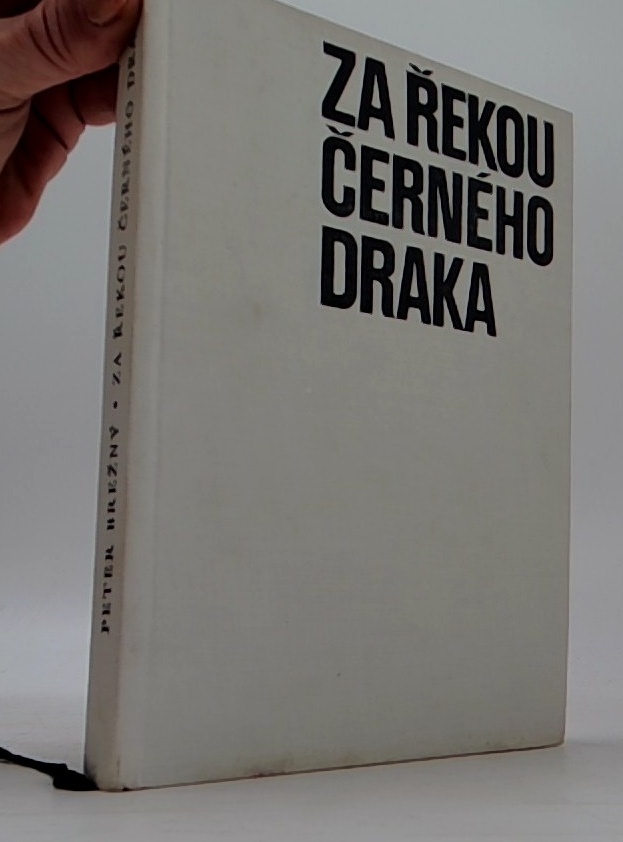 ZA ŘEKOU
ČERNÉHO
DRAKA
PETER BREZNÝ • ZA ŘEKOU ČERNÉHO